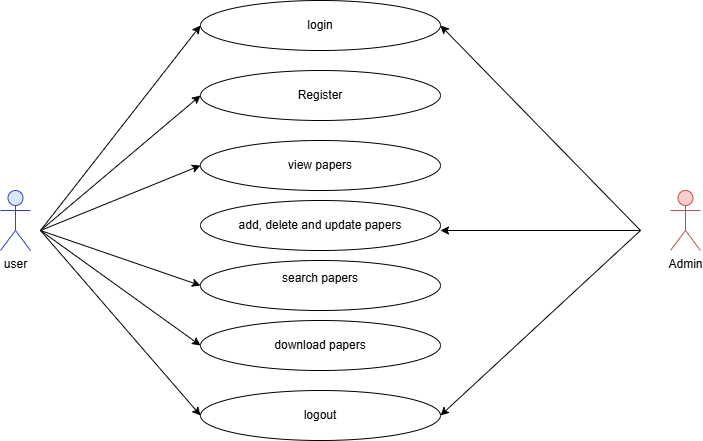 login
Register
view papers
add, delete and update papers
user
Admin
search papers
download papers
logout